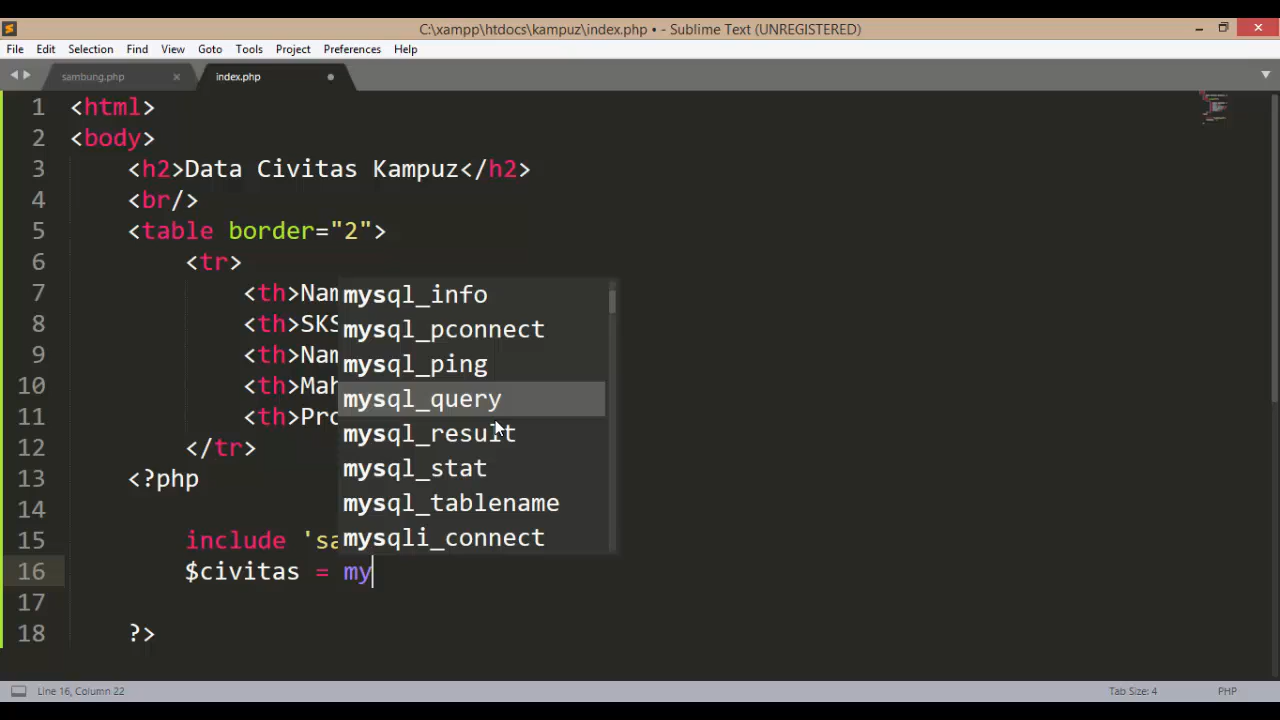 C:\xampp\htdocs\kampuz\index.php • - Sublime Text (UNREGISTERED)
File Edit Selection Find View Goto Tools Project Preferences Help
sambung.php × index.php
1 <html>
2 <body>
3 <h2>Data Civitas Kampuz</h2>
4 <br/>
5 <table border="2">
6 <tr>
7 <th>Nam
8 <th>SKS
9 <th>Nam
10 <th>Mah
11 <th>Pro
12 </tr>
13 <?php
14
15 include 'sa
16 $civitas = my
17
18 ?>
mysql_info
mysql_pconnect
mysql_ping
mysql_query
mysql_result
mysql_stat
mysql_tablename
mysqli_connect
Line 16, Column 22 Tab Size: 4 PHP